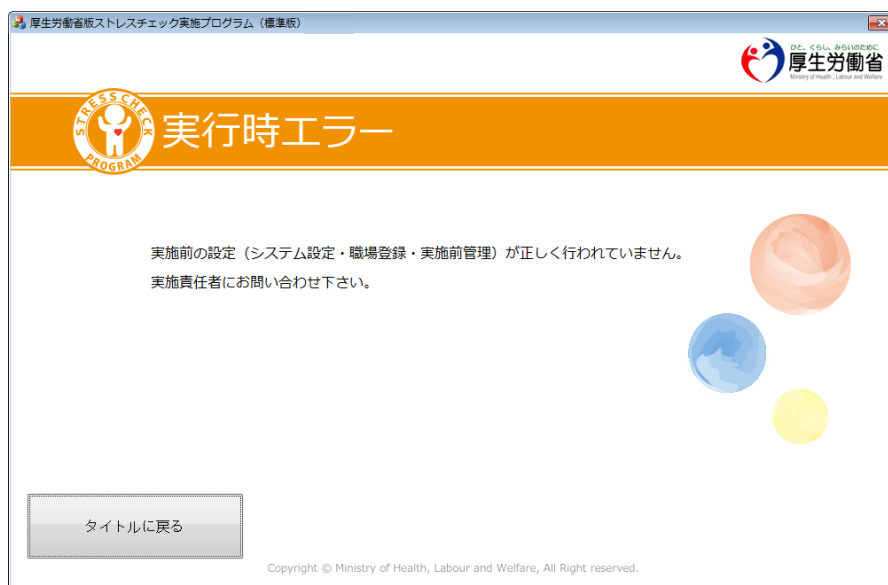 厚生労働省版ストレスチェック実施プログラム（標準版）
ひと、くらし、みらいのために
厚生労働省
Ministry of Health, Labour and Welfare
STRESS CHECK PROGRAM
実行時エラー
実施前の設定（システム設定・職場登録・実施前管理）が正しく行われていません。
実施責任者にお問い合わせ下さい。
タイトルに戻る
Copyright © Ministry of Health, Labour and Welfare, All Right reserved.